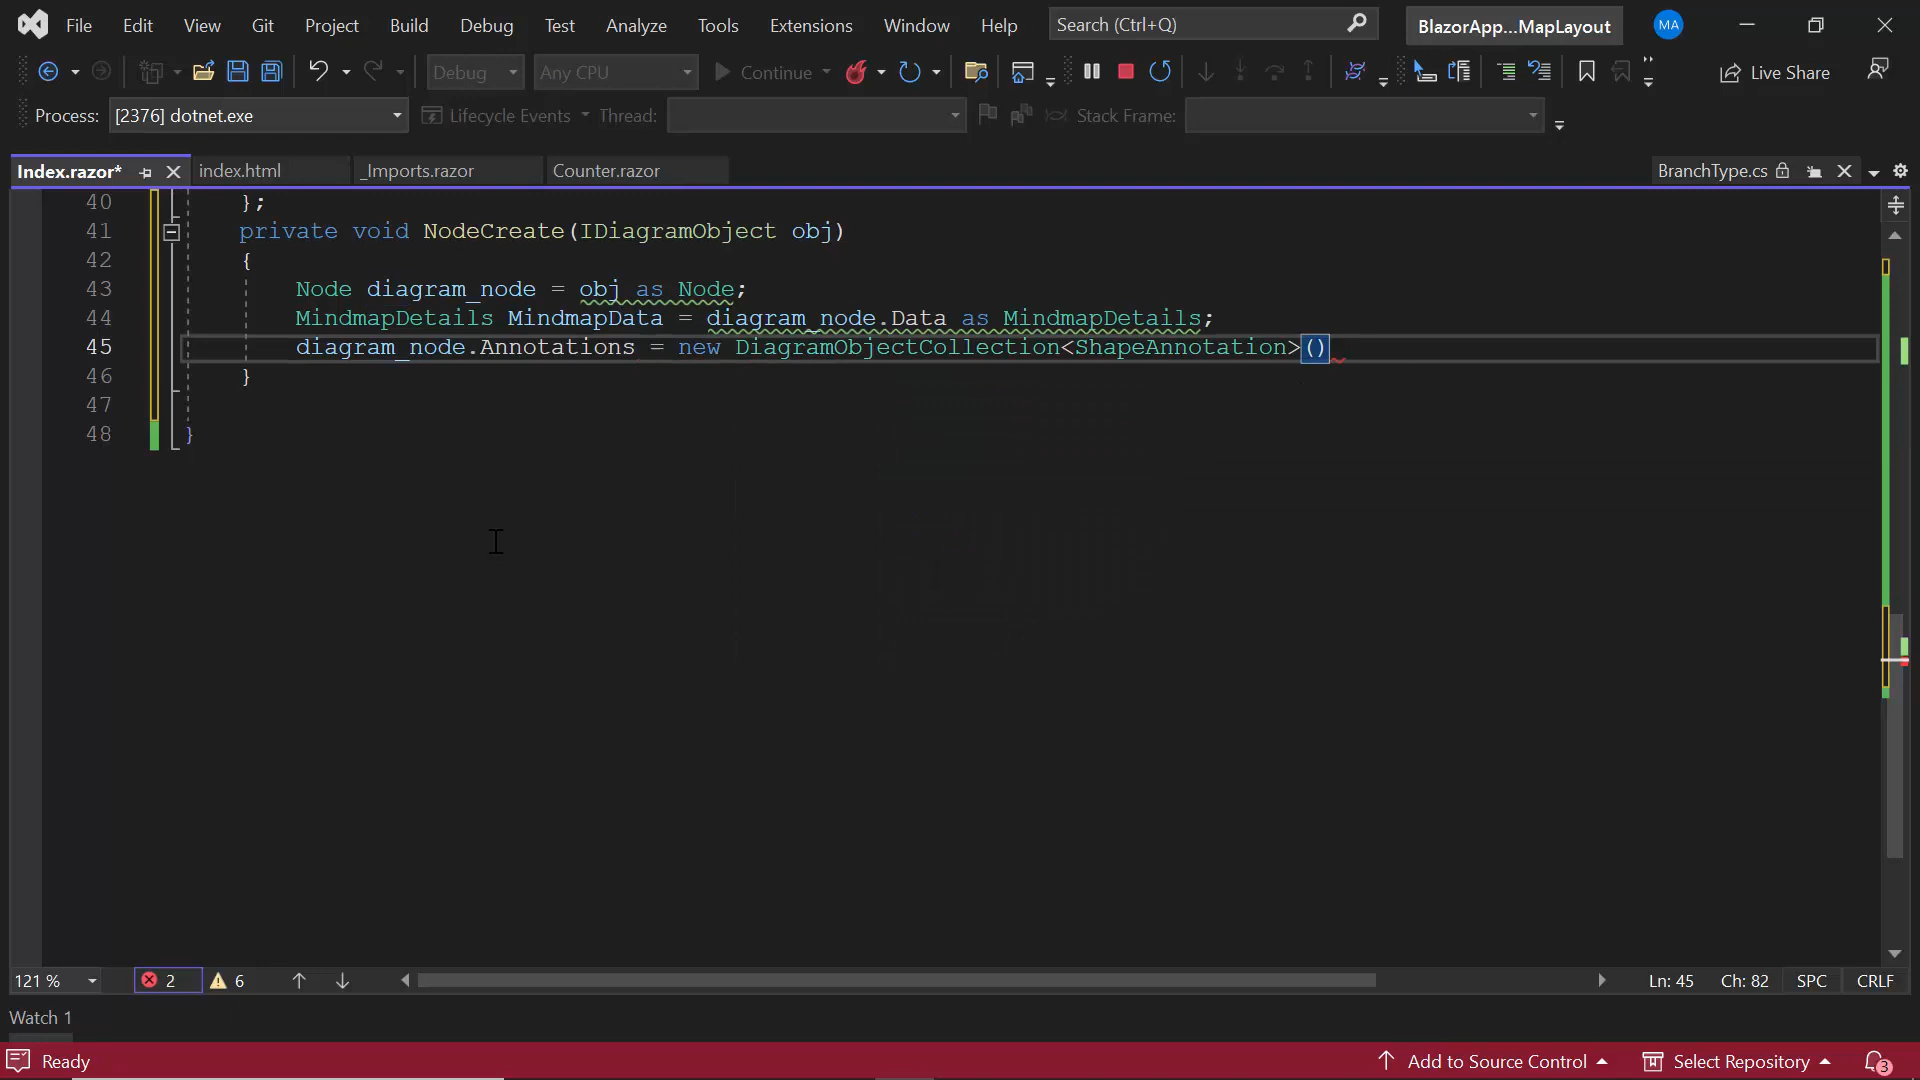 File Edit View Git Project Build Debug Test Analyze Tools Extensions Window Help Search (Ctrl+Q) BlazorApp...MapLayout MA
Debug Any CPU Continue Live Share
Process: [2376] dotnet.exe Lifecycle Events Thread: Stack Frame:
Index.razor* index.html _Imports.razor Counter.razor BranchType.cs
40 };
41 private void NodeCreate(IDiagramObject obj)
42 {
43 Node diagram_node = obj as Node;
44 MindmapDetails MindmapData = diagram_node.Data as MindmapDetails;
45 diagram_node.Annotations = new DiagramObjectCollection<ShapeAnnotation>()
46 }
47
48 }
121 % 2 6 Ln: 45 Ch: 82 SPC CRLF
Watch 1
Ready Add to Source Control Select Repository 3